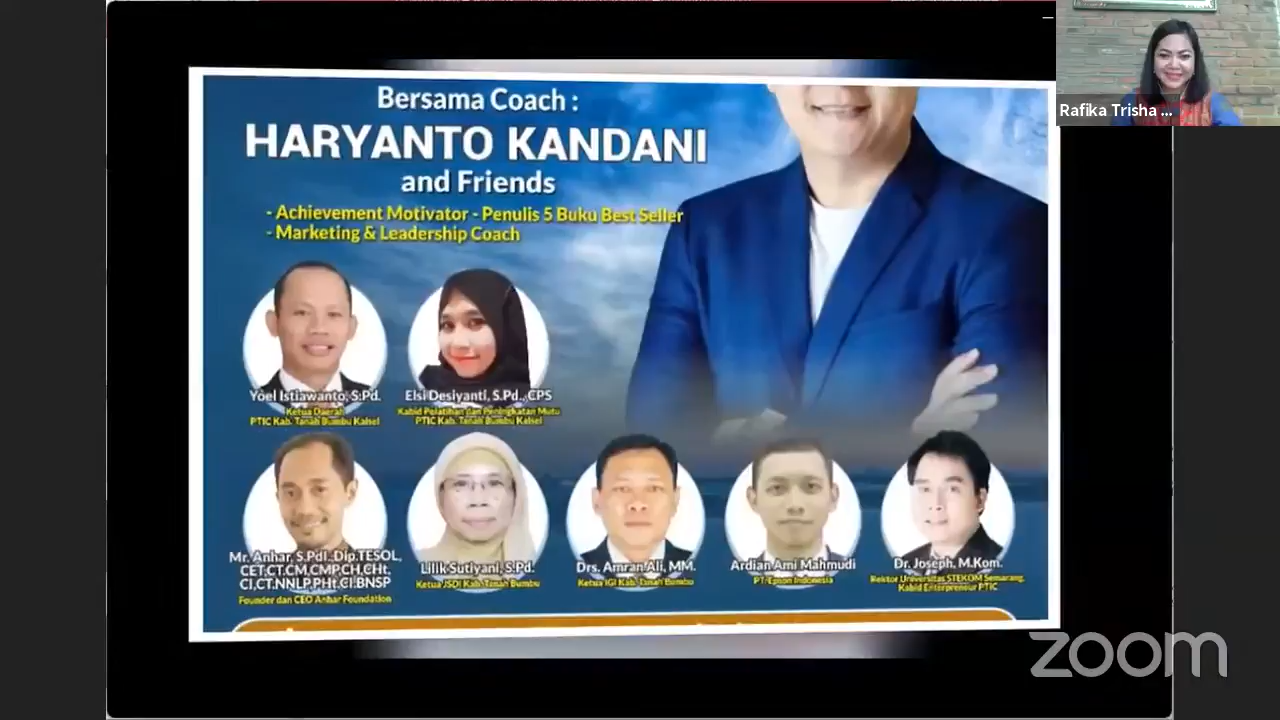 Bersama Coach :
HARYANTO KANDANI
and Friends
- Achievement Motivator - Penulis 5 Buku Best Seller
- Marketing & Leadership Coach
Yoel Istiawanto, S.Pd.
Ketua Daerah
PTIC Kab. Tanah Bumbu Kalsel
Elsi Desiyanti, S.Pd., CPS
Kabid Pelatihan dan Peningkatan Mutu
PTIC Kab. Tanah Bumbu Kalsel
Mr. Anhar, S.PdI.,Dip.TESOL,
CET,CT,CM,CMP,CH,CHt,
CI,CT.NNLP,PHt,CI.BNSP
Founder dan CEO Anhar Foundation
Lilik Sutiyani, S.Pd.
Ketua JSDI Kab. Tanah Bumbu
Drs. Amran Ali, MM.
Ketua IGI Kab. Tanah Bumbu
Ardian Ami Mahmudi
PT. Epson Indonesia
Dr. Joseph, M.Kom.
Rektor Universitas STEKOM Semarang,
Kabid Enterpreneur PTIC
Rafika Trisha ...
zoom